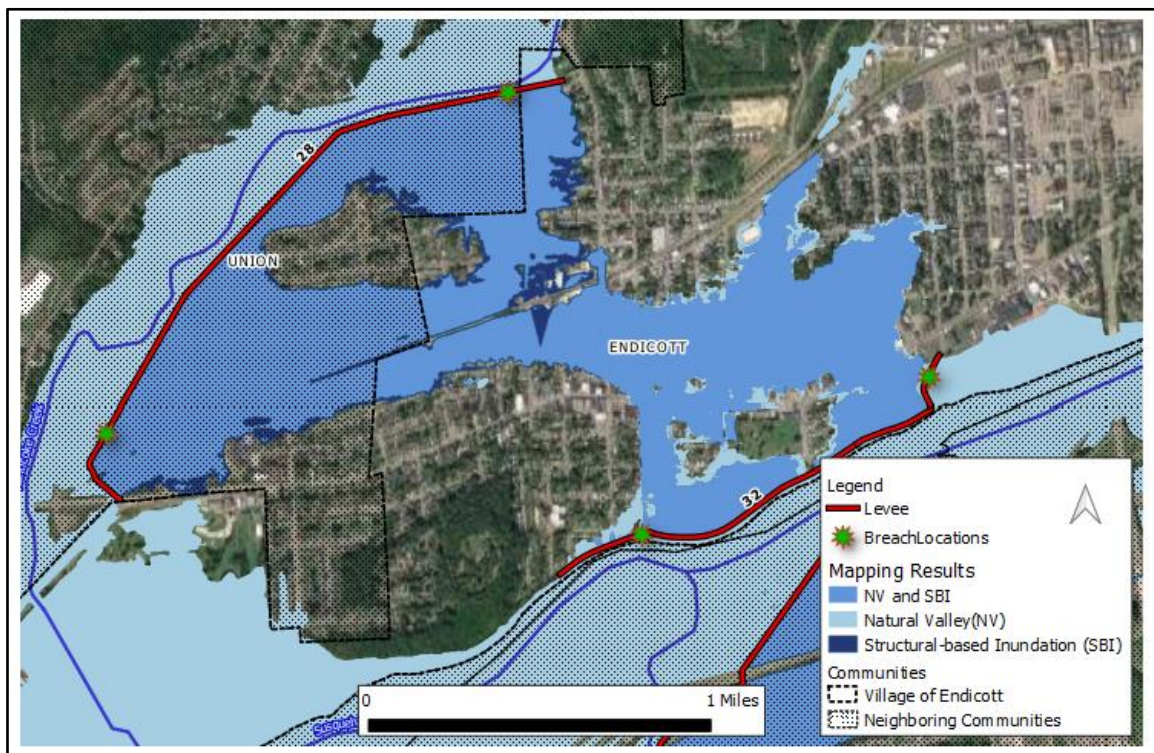 28
UNION
ENDICOTT
32
0 1 Miles
Legend
Levee
BreachLocations
Mapping Results
NV and SBI
Natural Valley(NV)
Structural-based Inundation (SBI)
Communities
Village of Endicott
Neighboring Communities